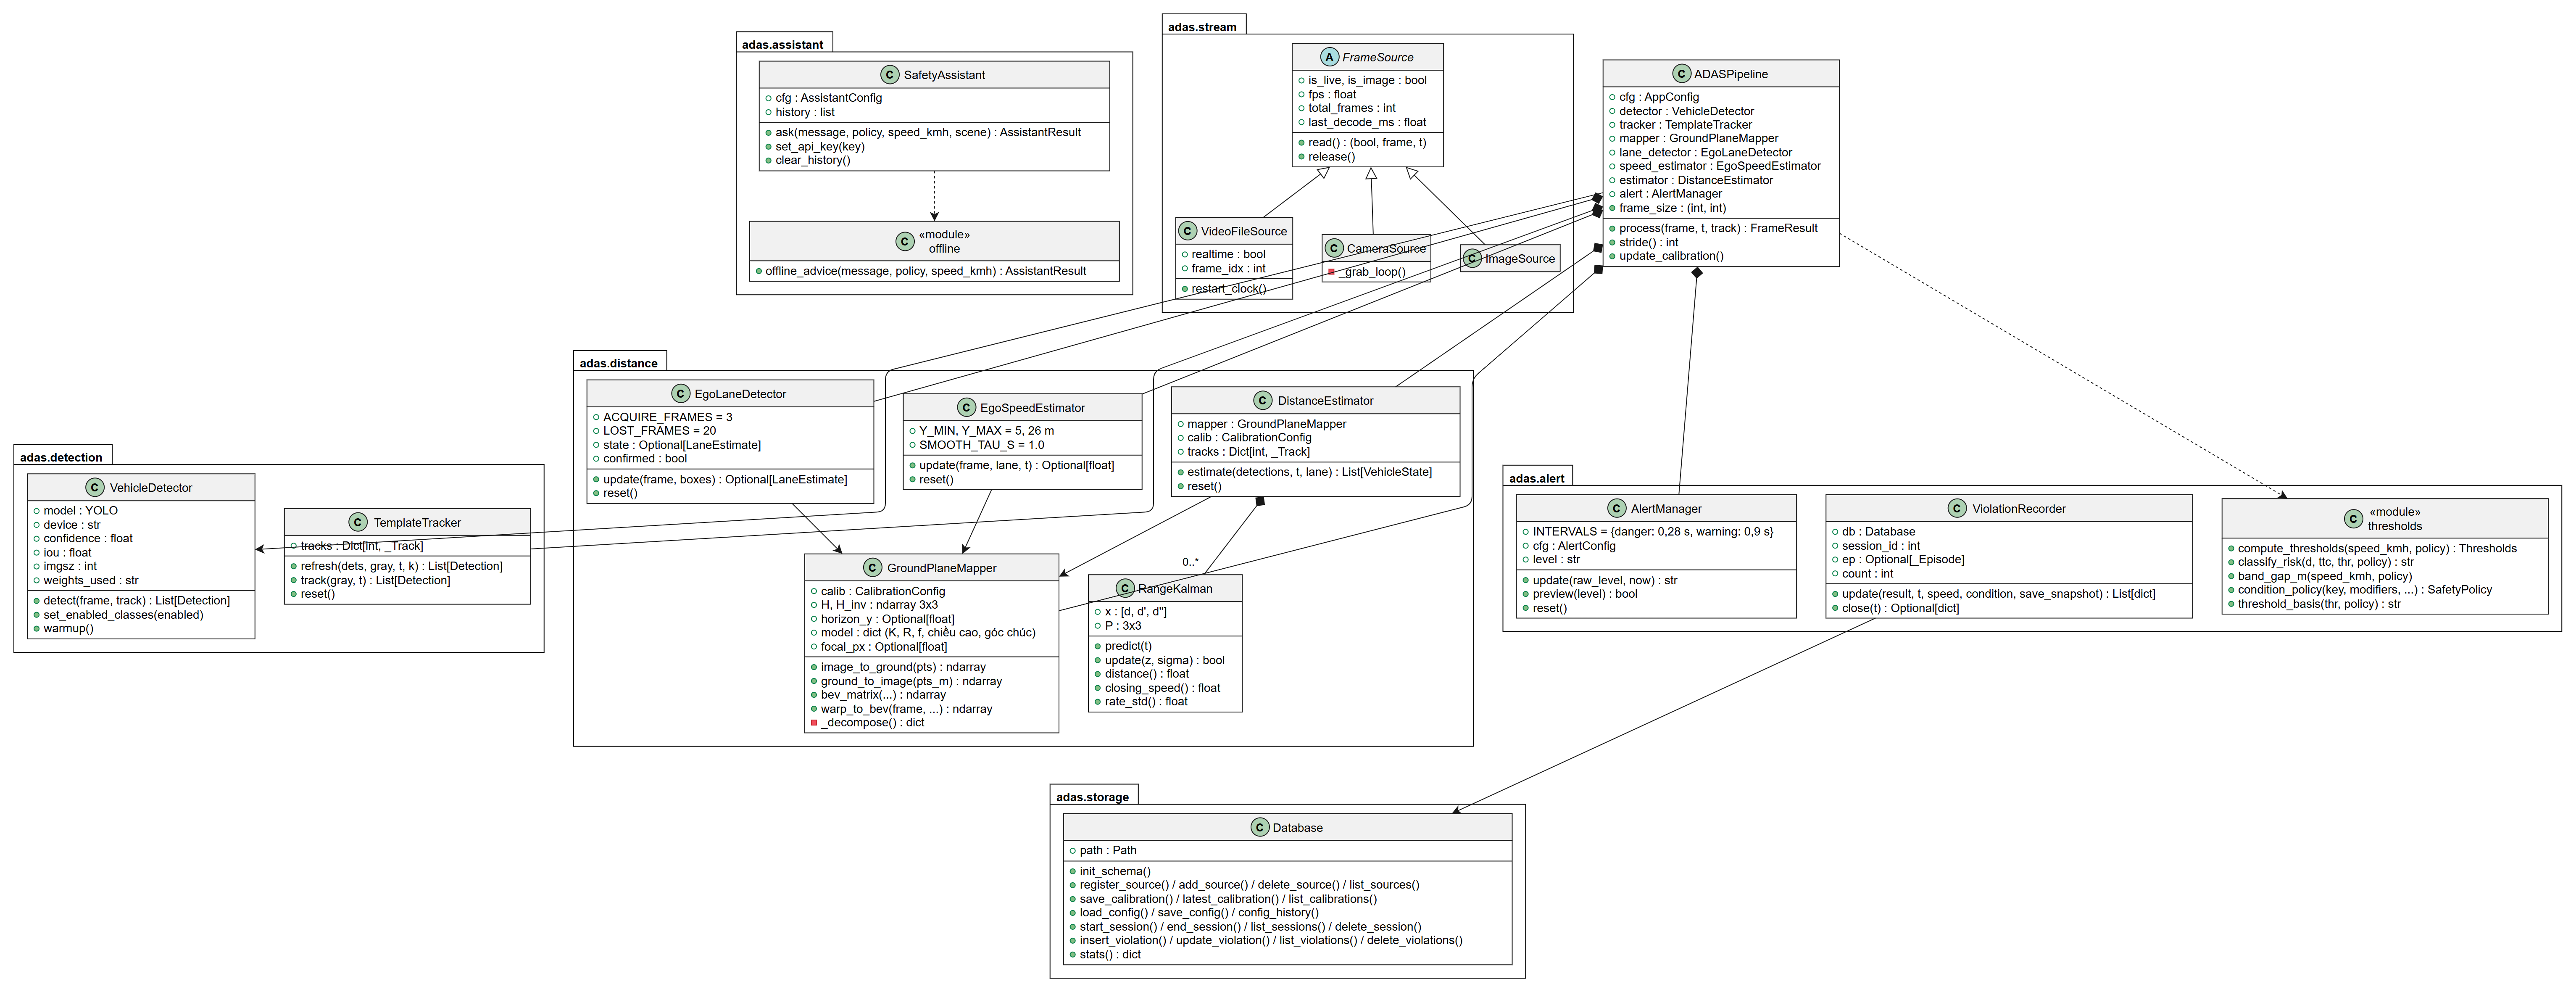 adas.assistant
C SafetyAssistant
cfg : AssistantConfig
history : list
ask(message, policy, speed_kmh, scene) : AssistantResult
set_api_key(key)
clear_history()
C «module»
offline
offline_advice(message, policy, speed_kmh) : AssistantResult
adas.stream
A FrameSource
is_live, is_image : bool
fps : float
total_frames : int
last_decode_ms : float
read() : (bool, frame, t)
release()
C VideoFileSource
realtime : bool
frame_idx : int
restart_clock()
C CameraSource
_grab_loop()
C ImageSource
C ADASPipeline
cfg : AppConfig
detector : VehicleDetector
tracker : TemplateTracker
mapper : GroundPlaneMapper
lane_detector : EgoLaneDetector
speed_estimator : EgoSpeedEstimator
estimator : DistanceEstimator
alert : AlertManager
frame_size : (int, int)
process(frame, t, track) : FrameResult
stride() : int
update_calibration()
adas.distance
C EgoLaneDetector
ACQUIRE_FRAMES = 3
LOST_FRAMES = 20
state : Optional[LaneEstimate]
confirmed : bool
update(frame, boxes) : Optional[LaneEstimate]
reset()
C EgoSpeedEstimator
Y_MIN, Y_MAX = 5, 26 m
SMOOTH_TAU_S = 1.0
update(frame, lane, t) : Optional[float]
reset()
C DistanceEstimator
mapper : GroundPlaneMapper
calib : CalibrationConfig
tracks : Dict[int, _Track]
estimate(detections, t, lane) : List[VehicleState]
reset()
C GroundPlaneMapper
calib : CalibrationConfig
H, H_inv : ndarray 3x3
horizon_y : Optional[float]
model : dict (K, R, f, chiều cao, góc chúc)
focal_px : Optional[float]
image_to_ground(pts) : ndarray
ground_to_image(pts_m) : ndarray
bev_matrix(...) : ndarray
warp_to_bev(frame, ...) : ndarray
_decompose() : dict
0..*
C RangeKalman
x : [d, d', d'']
P : 3x3
predict(t)
update(z, sigma) : bool
distance() : float
closing_speed() : float
rate_std() : float
adas.detection
C VehicleDetector
model : YOLO
device : str
confidence : float
iou : float
imgsz : int
weights_used : str
detect(frame, track) : List[Detection]
set_enabled_classes(enabled)
warmup()
C TemplateTracker
tracks : Dict[int, _Track]
refresh(dets, gray, t, k) : List[Detection]
track(gray, t) : List[Detection]
reset()
adas.alert
C AlertManager
INTERVALS = {danger: 0,28 s, warning: 0,9 s}
cfg : AlertConfig
level : str
update(raw_level, now) : str
preview(level) : bool
reset()
C ViolationRecorder
db : Database
session_id : int
ep : Optional[_Episode]
count : int
update(result, t, speed, condition, save_snapshot) : List[dict]
close(t) : Optional[dict]
C «module»
thresholds
compute_thresholds(speed_kmh, policy) : Thresholds
classify_risk(d, ttc, thr, policy) : str
band_gap_m(speed_kmh, policy)
condition_policy(key, modifiers, ...) : SafetyPolicy
threshold_basis(thr, policy) : str
adas.storage
C Database
path : Path
init_schema()
register_source() / add_source() / delete_source() / list_sources()
save_calibration() / latest_calibration() / list_calibrations()
load_config() / save_config() / config_history()
start_session() / end_session() / list_sessions() / delete_session()
insert_violation() / update_violation() / list_violations() / delete_violations()
stats() : dict